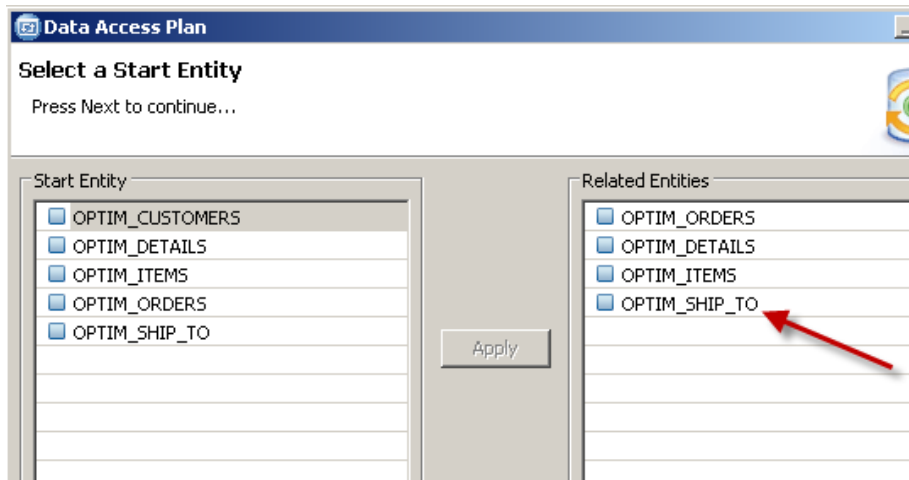 Data Access Plan
Select a Start Entity
Press Next to continue...
Start Entity
OPTIM_CUSTOMERS
OPTIM_DETAILS
OPTIM_ITEMS
OPTIM_ORDERS
OPTIM_SHIP_TO
Apply
Related Entities
OPTIM_ORDERS
OPTIM_DETAILS
OPTIM_ITEMS
OPTIM_SHIP_TO